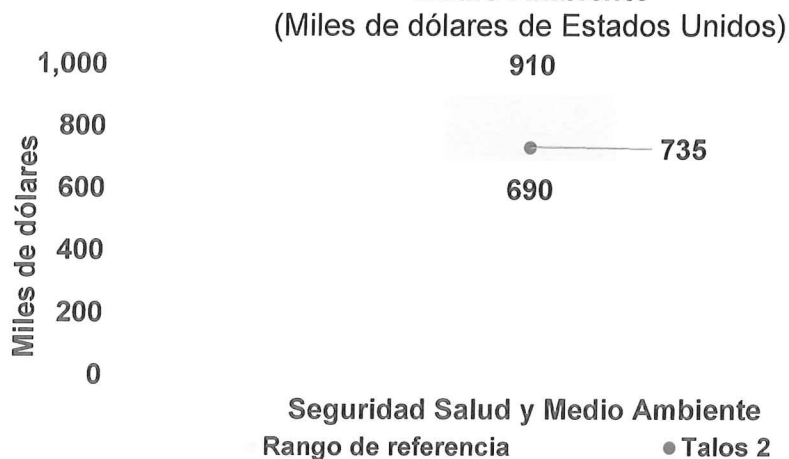 (Miles de dólares de Estados Unidos)
1,000
910
800
735
600
690
400
200
0
Miles de dólares
Seguridad Salud y Medio Ambiente
Rango de referencia
Talos 2